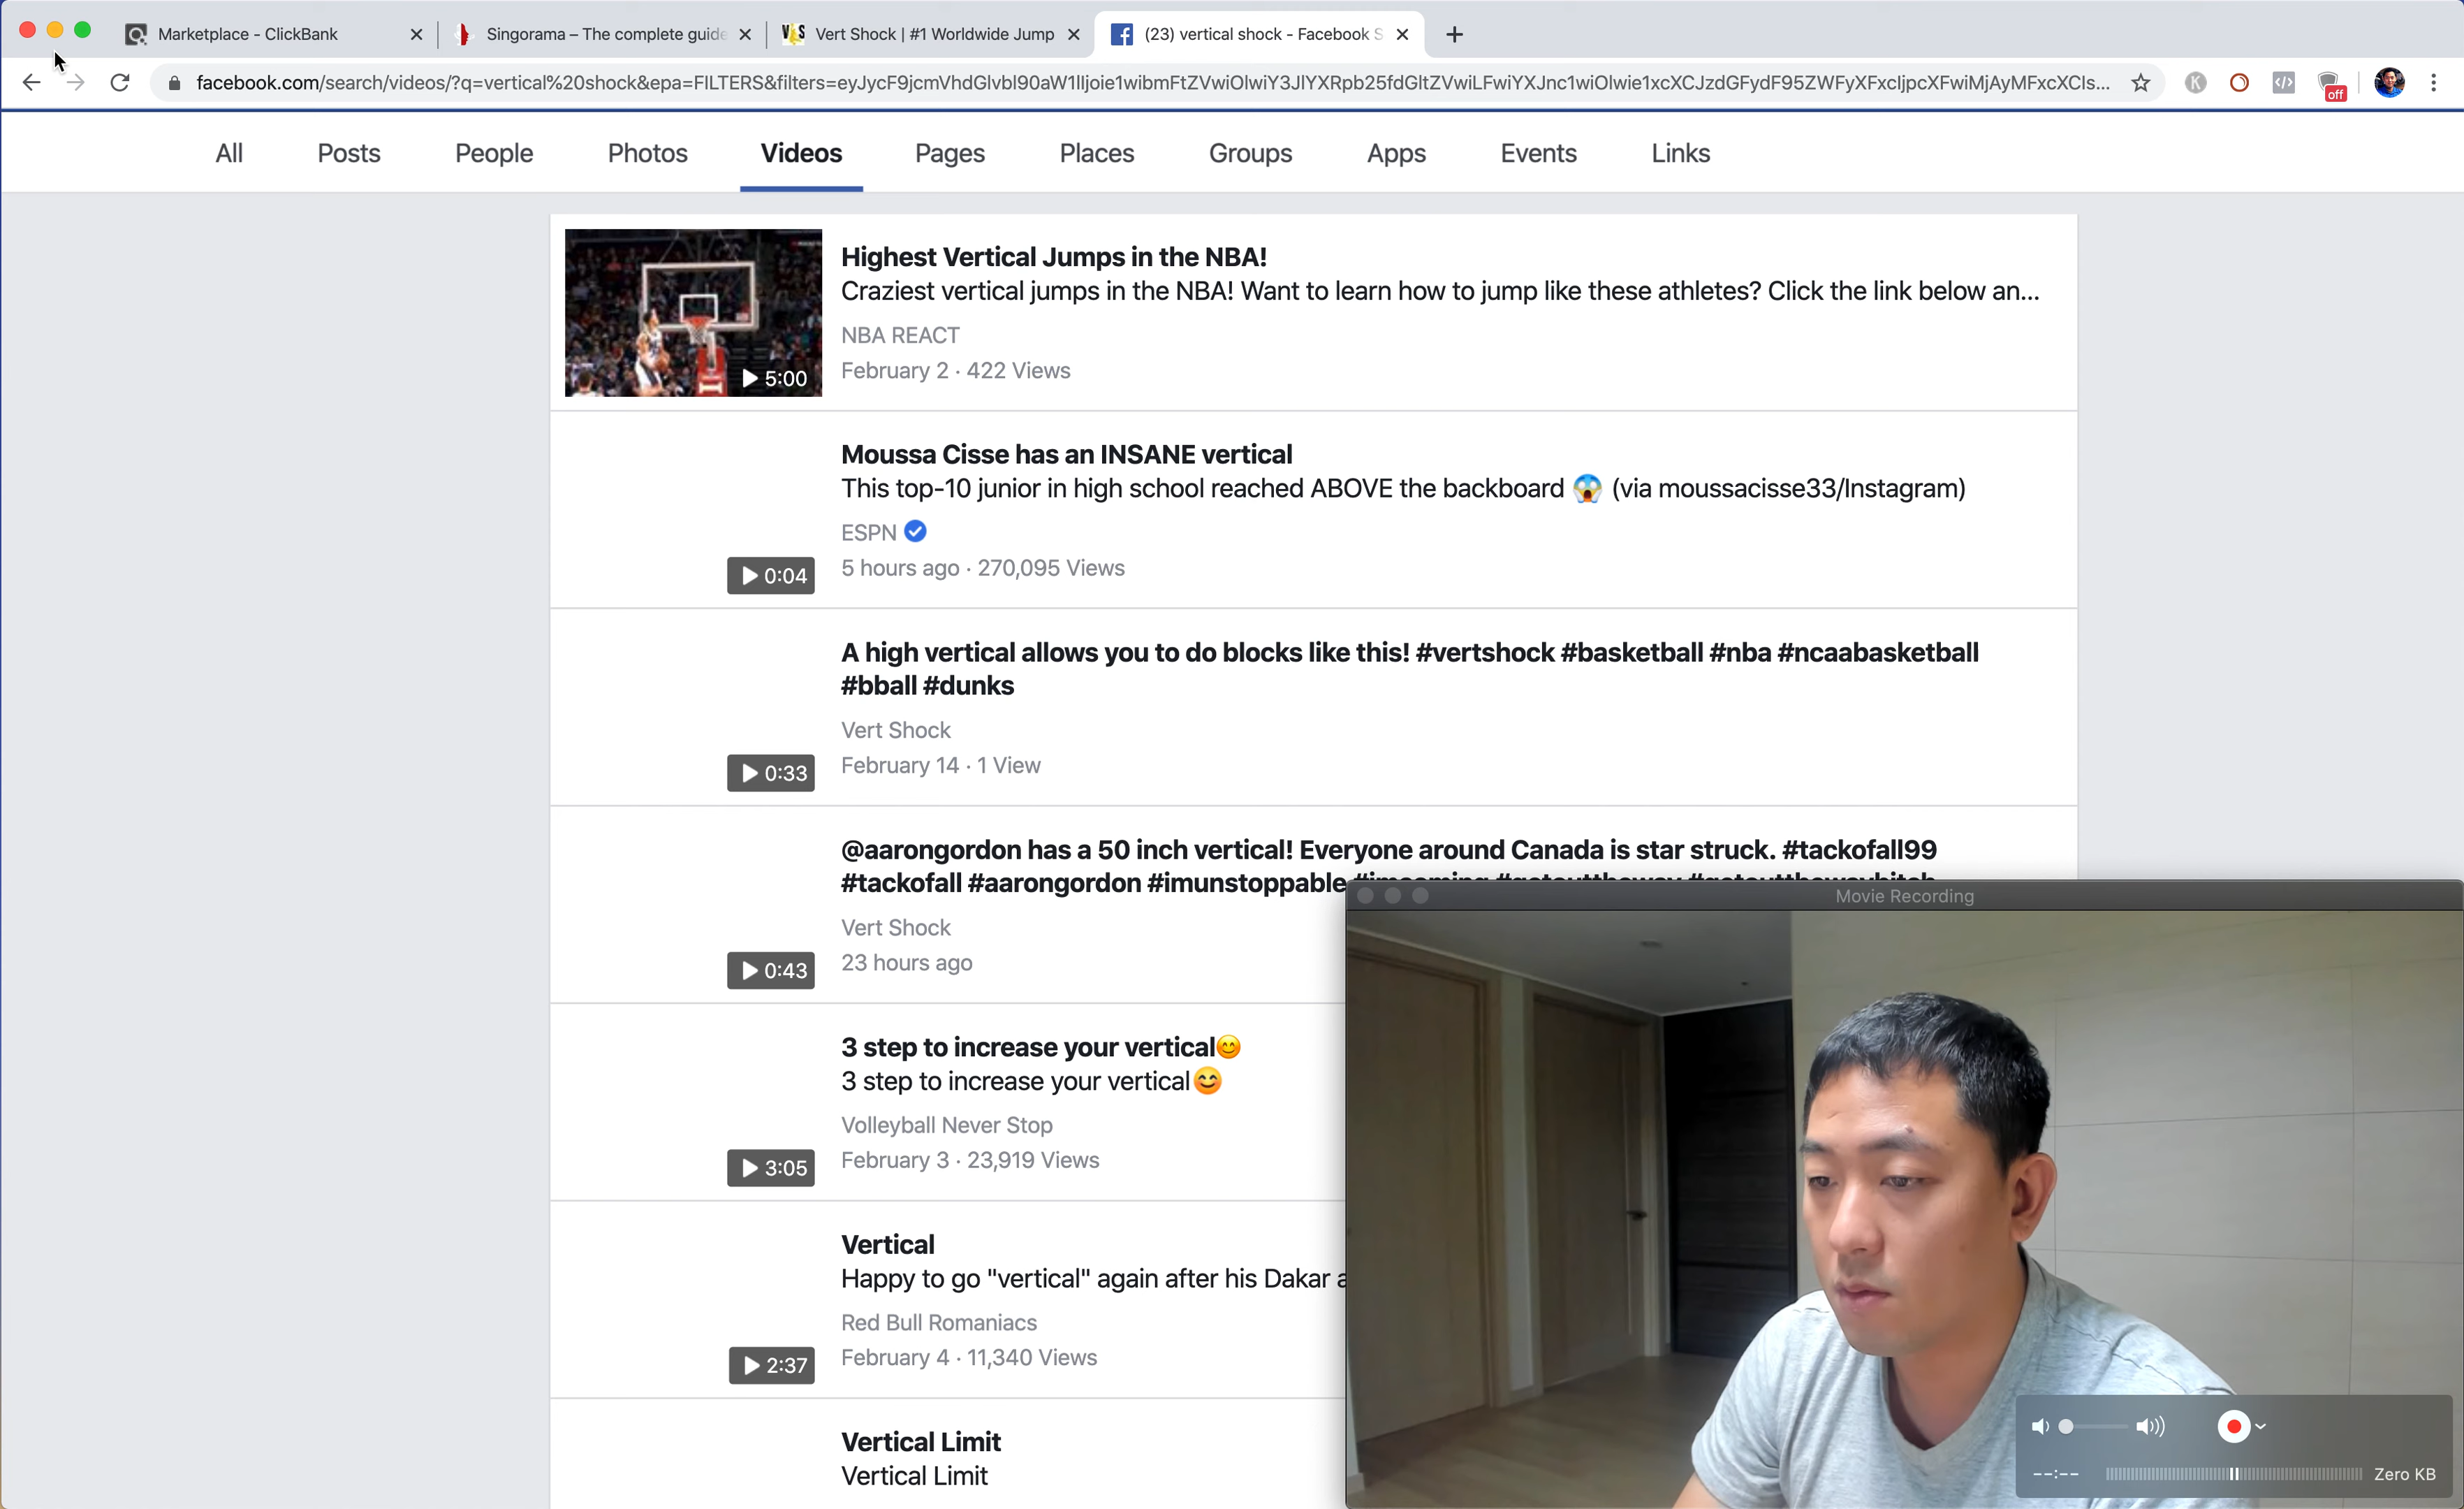 Marketplace - ClickBank
Singorama – The complete guide
Vert Shock | #1 Worldwide Jump
(23) vertical shock - Facebook S
facebook.com/search/videos/?q=vertical%20shock&epa=FILTERS&filters=
off
All Posts People Photos Videos Pages Places Groups Apps Events Links
Highest Vertical Jumps in the NBA!
Craziest vertical jumps in the NBA! Want to learn how to jump like these athletes? Click the link below an...
NBA REACT
February 2 · 422 Views
5:00
Moussa Cisse has an INSANE vertical
This top-10 junior in high school reached ABOVE the backboard 😱 (via moussacisse33/Instagram)
ESPN
5 hours ago · 270,095 Views
0:04
A high vertical allows you to do blocks like this! #vertshock #basketball #nba #ncaabasketball
#bball #dunks
Vert Shock
February 14 · 1 View
0:33
@aarongordon has a 50 inch vertical! Everyone around Canada is star struck. #tackofall99
#tackofall #aarongordon #imunstoppable
Vert Shock
23 hours ago
0:43
3 step to increase your vertical😊
3 step to increase your vertical😊
Volleyball Never Stop
February 3 · 23,919 Views
3:05
Vertical
Happy to go "vertical" again after his Dakar a
Red Bull Romaniacs
February 4 · 11,340 Views
2:37
Vertical Limit
Vertical Limit
Movie Recording
--:--
Zero KB